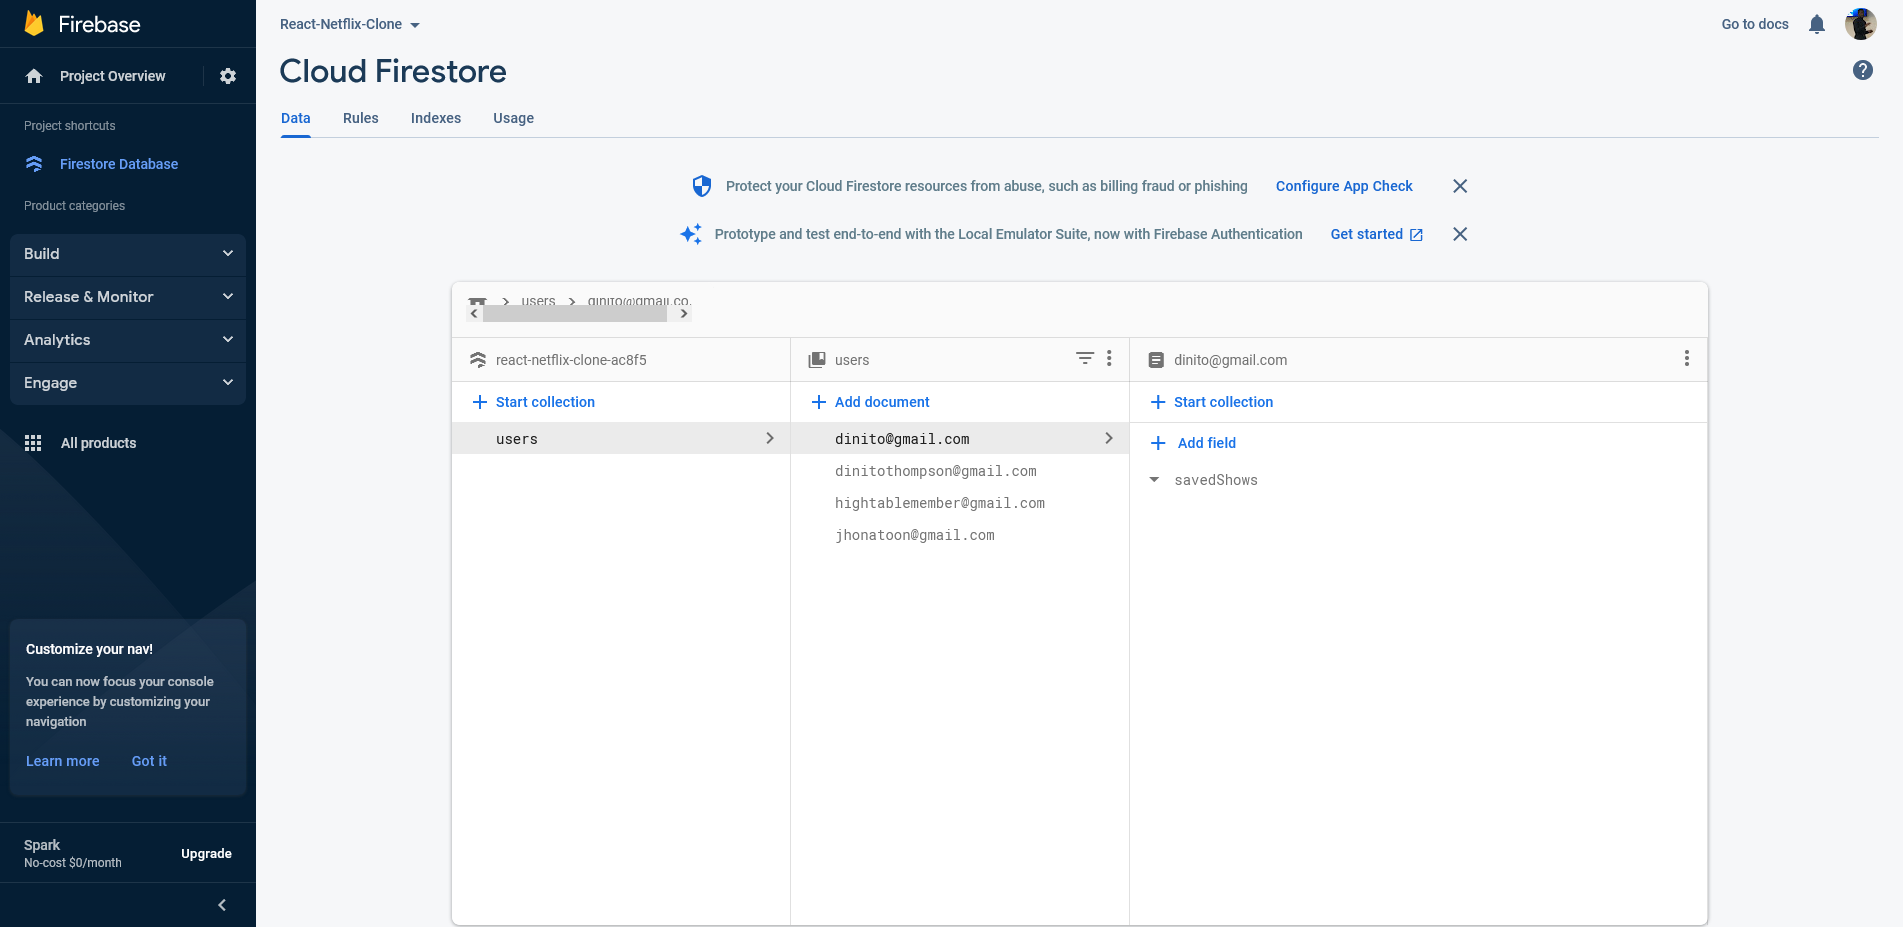 Firebase
React-Netflix-Clone
Go to docs
Project Overview
Cloud Firestore
Data Rules Indexes Usage
Project shortcuts
Firestore Database
Product categories
Build
Release & Monitor
Analytics
Engage
All products
Customize your nav!
You can now focus your console
experience by customizing your
navigation
Learn more Got it
Spark
No-cost $0/month
Upgrade
Protect your Cloud Firestore resources from abuse, such as billing fraud or phishing Configure App Check
Prototype and test end-to-end with the Local Emulator Suite, now with Firebase Authentication Get started
users dinito@gmail.co.
react-netflix-clone-ac8f5
Start collection
users
users
Add document
dinito@gmail.com
dinitothompson@gmail.com
hightablemember@gmail.com
jhonatoon@gmail.com
dinito@gmail.com
Start collection
Add field
savedShows